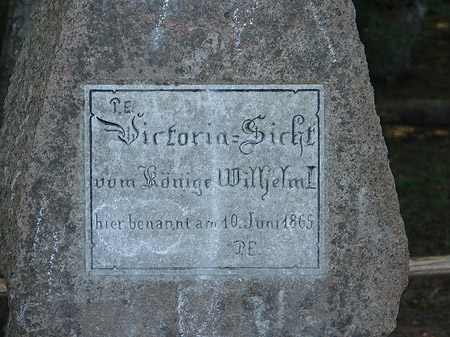 P.E.
Victoria=Sicht
vom Könige Wilhelm I
hier benannt am 10. Juni 1865
P.E.